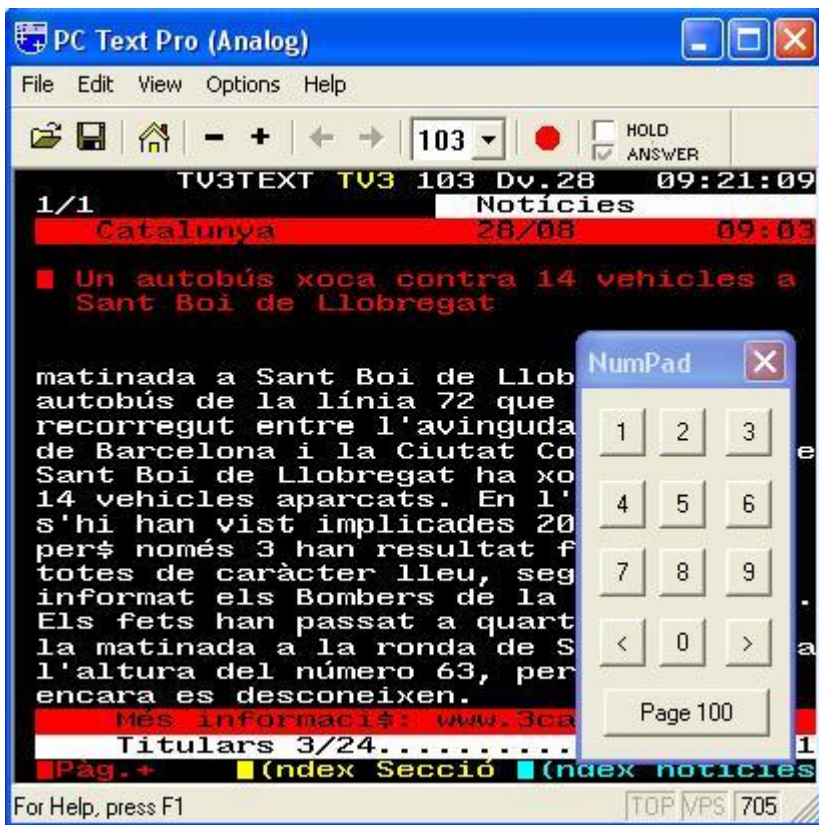 PC Text Pro (Analog)
File Edit View Options Help
103 HOLD
ANSWER
TV3TEXT TV3 103 Dv.28 09:21:09
1/1 Notícies
Catalunya 28/08 09:03
Un autobús xoca contra 14 vehicles a
Sant Boi de Llobregat
matinada a Sant Boi de Llob
autobús de la línia 72 que
recorregut entre l'avinguda
de Barcelona i la Ciutat Co e
Sant Boi de Llobregat ha xo
14 vehicles aparcats. En l'
s'hi han vist implicades 20
per$ només 3 han resultat f
totes de caràcter lleu, seg
informat els Bombers de la .
Els fets han passat a quart
la matinada a la ronda de S a
l'altura del número 63, per
encara es desconeixen.
Més informaci$: www.3ca
Titulars 3/24.......... 1
Pàg.+ (ndex Secció (ndex notícies
NumPad
1 2 3
4 5 6
7 8 9
< 0 >
Page 100
For Help, press F1 TOP VPS 705